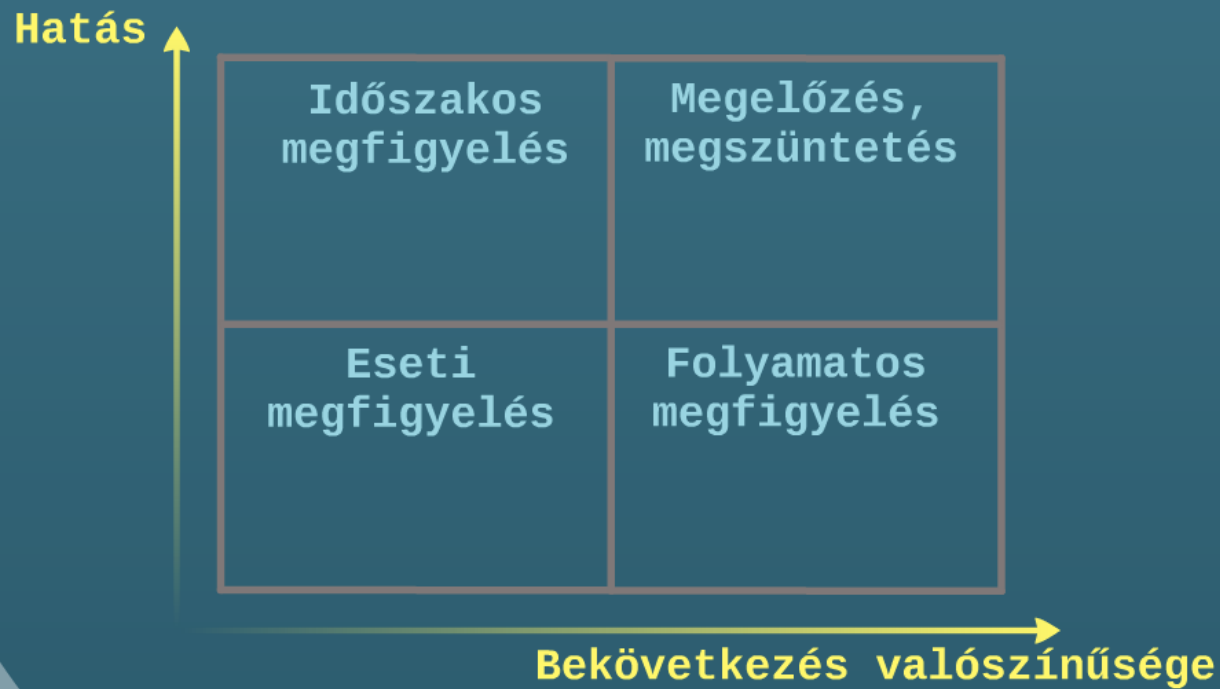 Hatás
Időszakos
megfigyelés
Megelőzés,
megszüntetés
Eseti
megfigyelés
Folyamatos
megfigyelés
Bekövetkezés valószínűsége